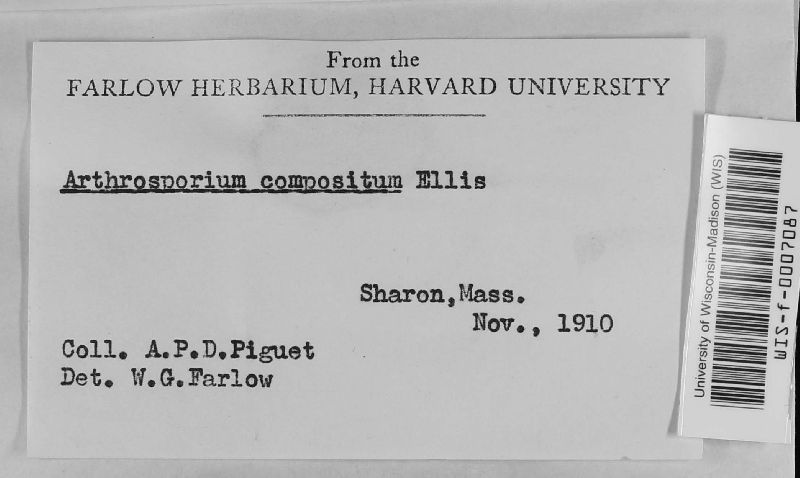 From the
FARLOW HERBARIUM, HARVARD UNIVERSITY
Arthrosporium compositum Ellis
Sharon,Mass.
Nov., 1910
Coll. A.P.D.Piguet
Det. W.G.Farlow
University of Wisconsin-Madison (WIS)
WIS-f-0007087